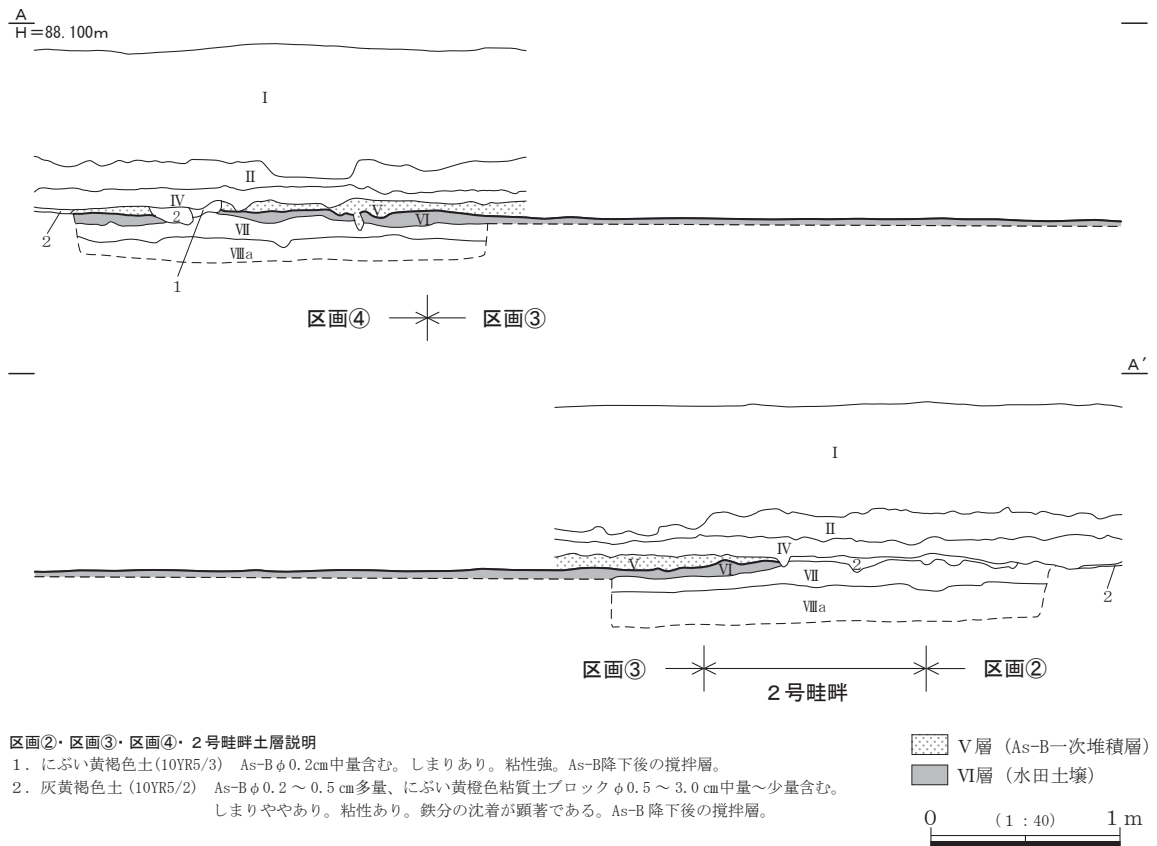 A
H＝88.100m
Ⅰ
Ⅱ
Ⅳ
2
Ⅴ
Ⅵ
Ⅶ
2
Ⅷa
1
区画④
区画③
A′
Ⅰ
Ⅱ
Ⅳ
Ⅴ
Ⅵ
2
Ⅶ
2
Ⅷa
区画③
区画②
2号畦畔
区画②・区画③・区画④・2号畦畔土層説明
1．にぶい黄褐色土(10YR5/3)　As-Bφ0.2㎝中量含む。しまりあり。粘性強。As-B降下後の撹拌層。
2．灰黄褐色土(10YR5/2)　As-Bφ0.2～0.5㎝多量、にぶい黄橙色粘質土ブロックφ0.5～3.0㎝中量～少量含む。
しまりややあり。粘性あり。鉄分の沈着が顕著である。As-B降下後の撹拌層。
Ⅴ層（As-B一次堆積層）
Ⅵ層（水田土壌）
0　（1：40）　1m